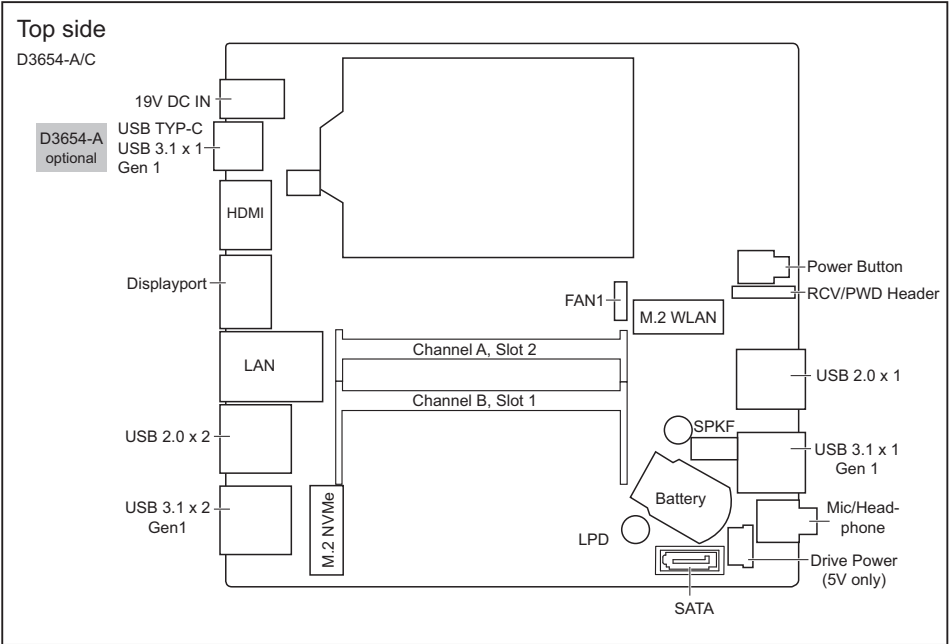 Top side
D3654-A/C
19V DC IN
D3654-A
optional
USB TYP-C
USB 3.1 x 1
Gen 1
HDMI
Displayport
LAN
USB 2.0 x 2
USB 3.1 x 2
Gen1
M.2 NVMe
FAN1
M.2 WLAN
Channel A, Slot 2
Channel B, Slot 1
Power Button
RCV/PWD Header
USB 2.0 x 1
SPKF
USB 3.1 x 1
Gen 1
Battery
Mic/Head-
phone
LPD
Drive Power
(5V only)
SATA